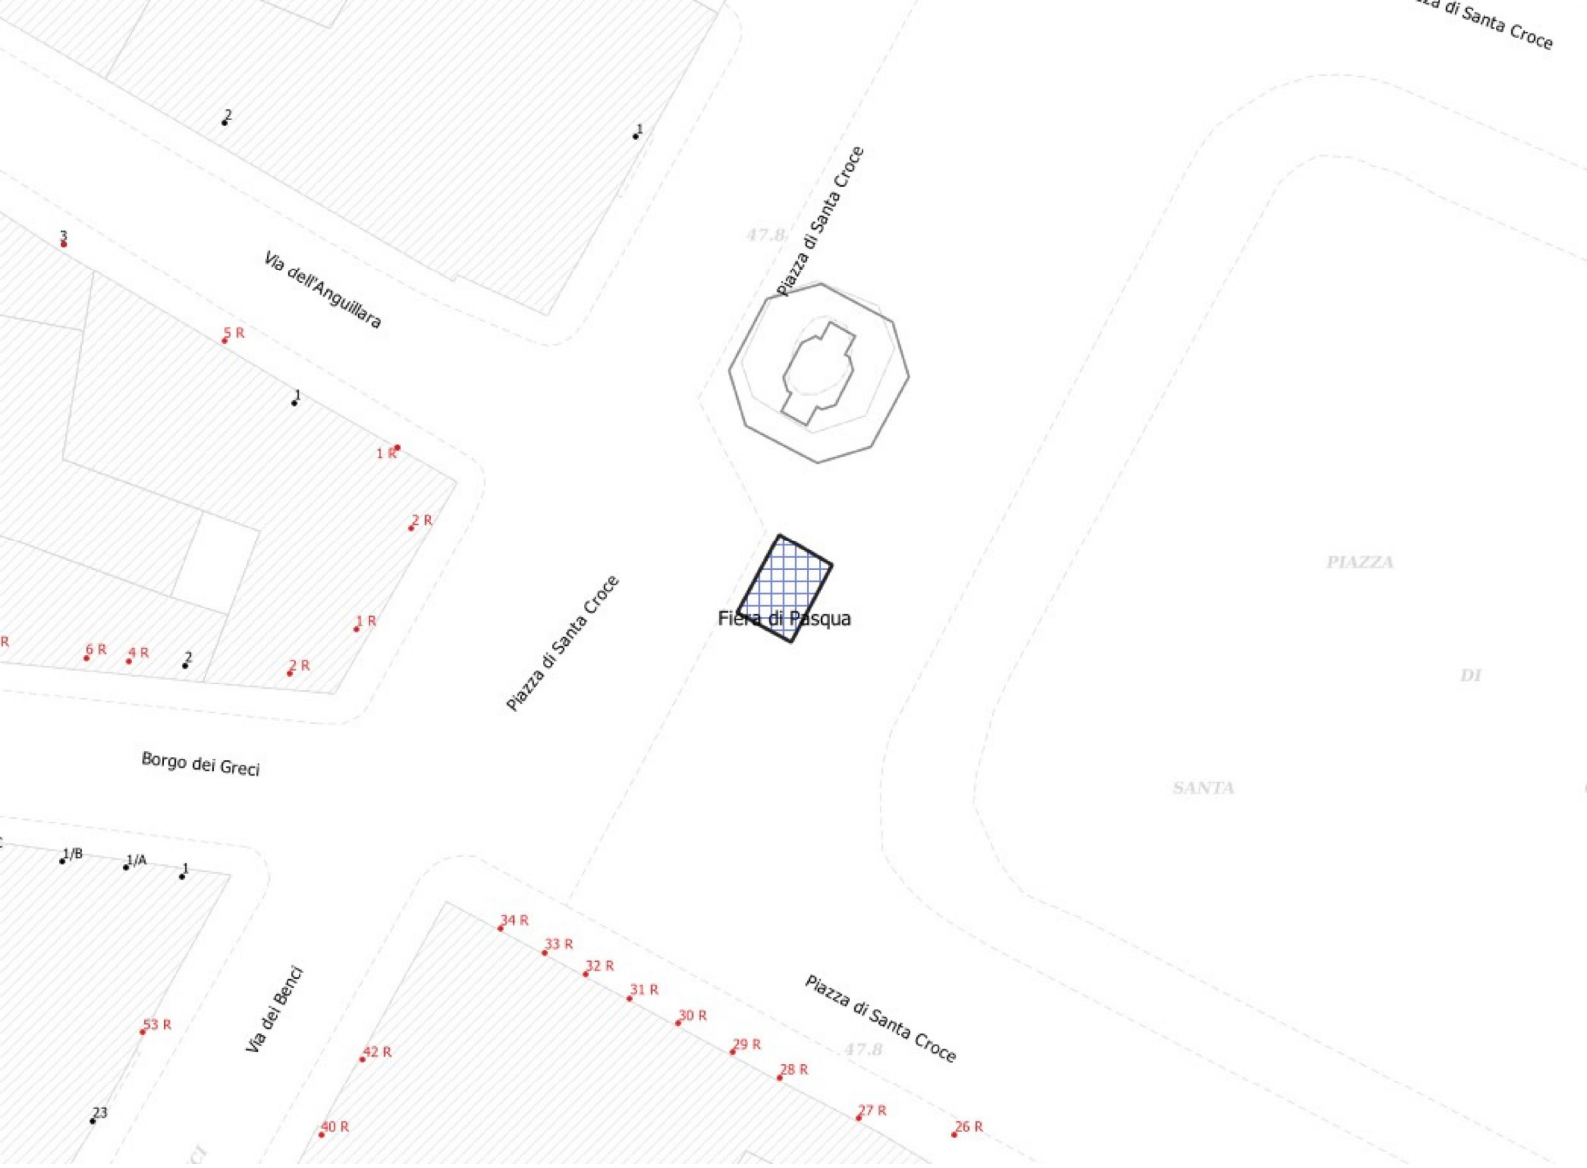 Piazza di Santa Croce
2
1
Piazza di Santa Croce
47.8
3
Via dell'Anguillara
5 R
1
1 R
2 R
PIAZZA
Piazza di Santa Croce
Fiera di Pasqua
1 R
R
6 R
4 R
2
2 R
DI
Borgo dei Greci
SANTA
1/B
1/A
1
34 R
33 R
32 R
31 R
Via dei Benci
Piazza di Santa Croce
30 R
53 R
29 R
47.8
42 R
28 R
27 R
23
40 R
26 R
CI